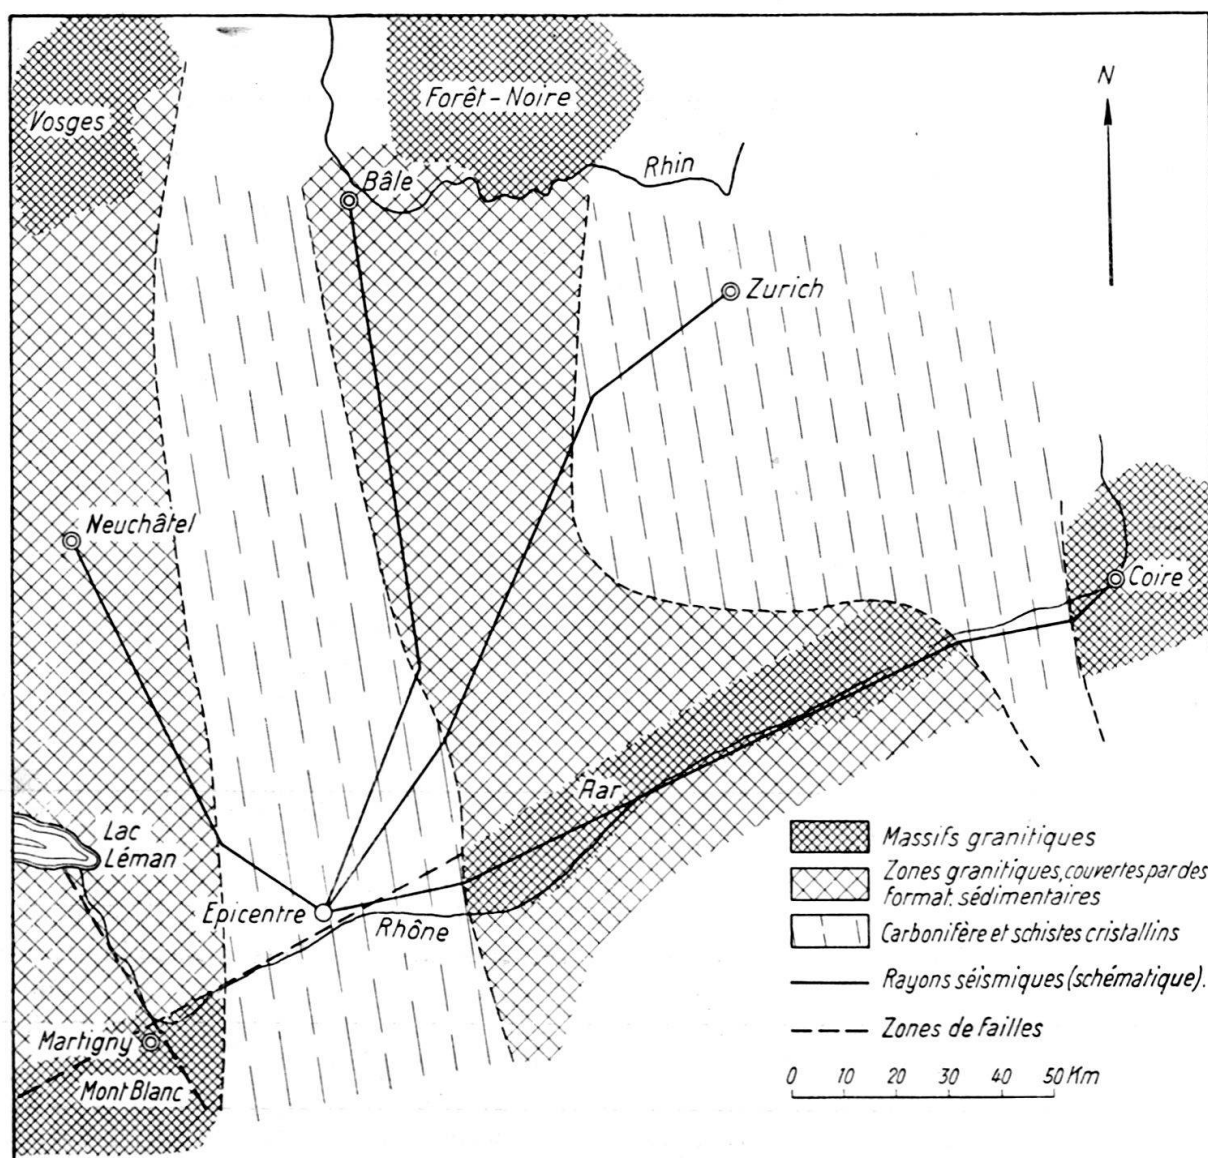 N
Vosges
Forêt-Noire
Rhin
Bâle
Zurich
Neuchâtel
Coire
Lac
Léman
Aar
Epicentre
Rhône
Martigny
Mont Blanc
Massifs granitiques
Zones granitiques, couvertes par des
format. sédimentaires
Carbonifère et schistes cristallins
Rayons séismiques (schématique).
Zones de failles
0 10 20 30 40 50 Km